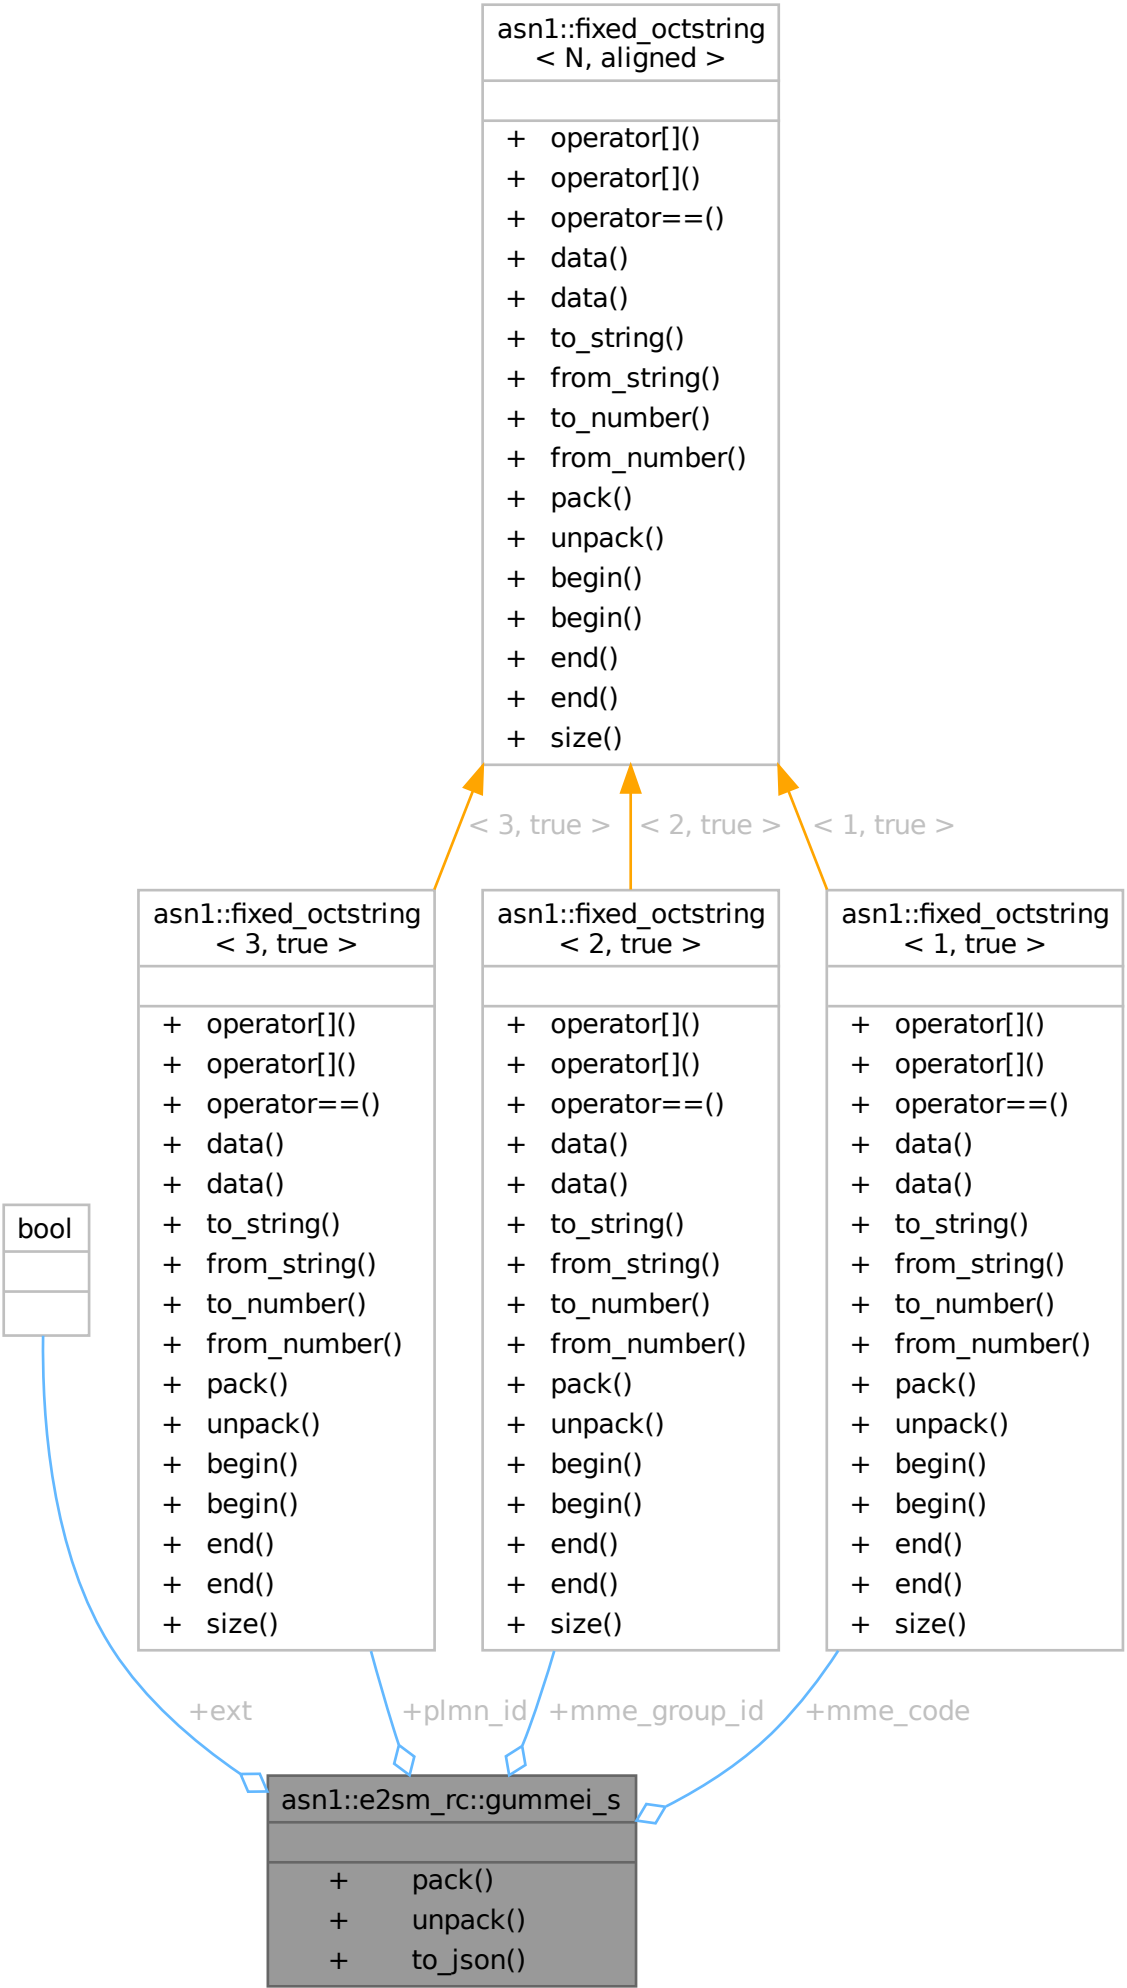 asn1::fixed_octstring
< N, aligned >
+ operator[]()
+ operator[]()
+ operator==()
+ data()
+ data()
+ to_string()
+ from_string()
+ to_number()
+ from_number()
+ pack()
+ unpack()
+ begin()
+ begin()
+ end()
+ end()
+ size()
< 3, true >
< 2, true >
< 1, true >
asn1::fixed_octstring
< 3, true >
+ operator[]()
+ operator[]()
+ operator==()
+ data()
+ data()
+ to_string()
+ from_string()
+ to_number()
+ from_number()
+ pack()
+ unpack()
+ begin()
+ begin()
+ end()
+ end()
+ size()
asn1::fixed_octstring
< 2, true >
+ operator[]()
+ operator[]()
+ operator==()
+ data()
+ data()
+ to_string()
+ from_string()
+ to_number()
+ from_number()
+ pack()
+ unpack()
+ begin()
+ begin()
+ end()
+ end()
+ size()
asn1::fixed_octstring
< 1, true >
+ operator[]()
+ operator[]()
+ operator==()
+ data()
+ data()
+ to_string()
+ from_string()
+ to_number()
+ from_number()
+ pack()
+ unpack()
+ begin()
+ begin()
+ end()
+ end()
+ size()
bool
+ext
+plmn_id
+mme_group_id
+mme_code
asn1::e2sm_rc::gummei_s
+ pack()
+ unpack()
+ to_json()